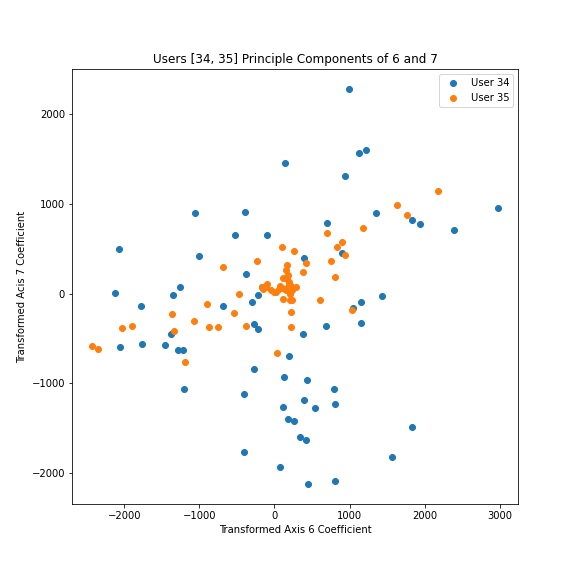 Users [34, 35] Principle Components of 6 and 7
User 34
User 35
Transformed Acis 7 Coefficient
2000
1000
0
−1000
−2000
−2000
−1000
0
1000
2000
3000
Transformed Axis 6 Coefficient